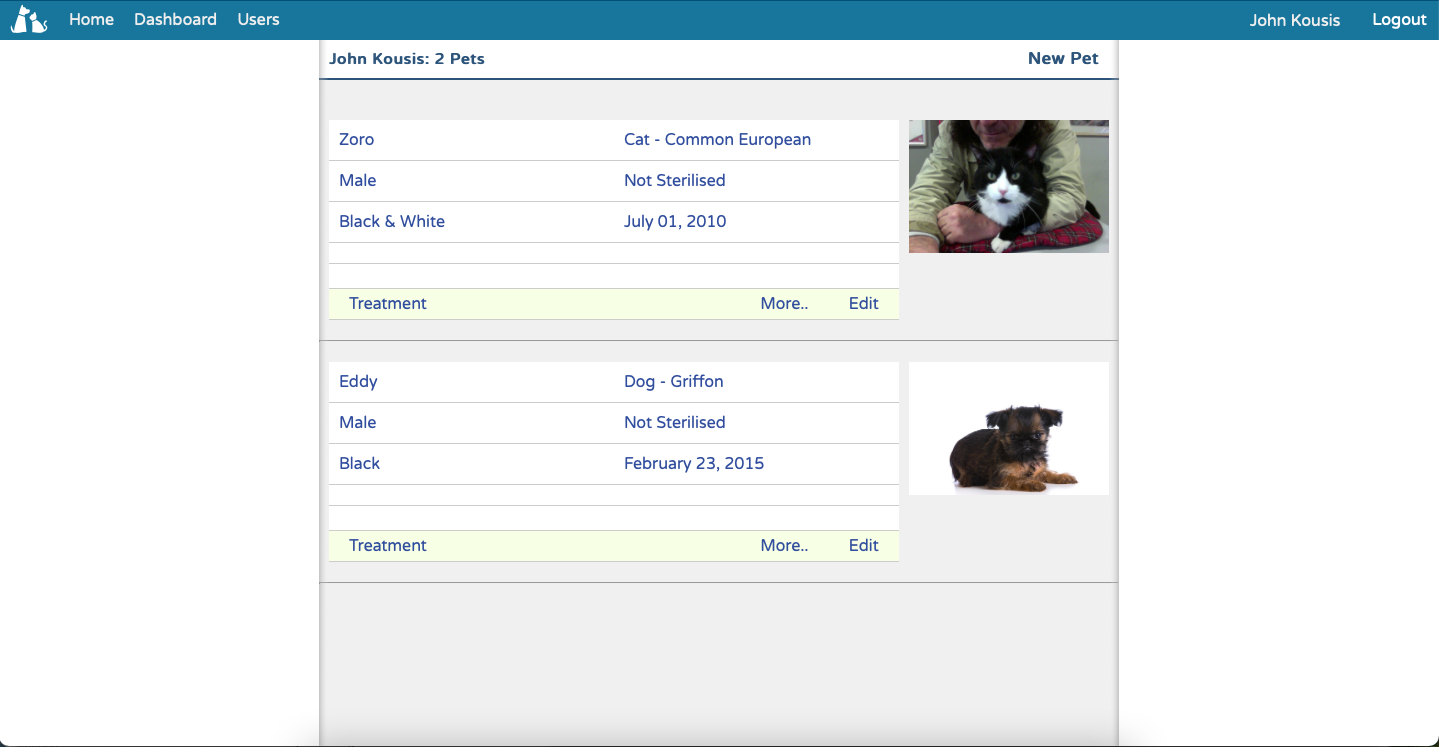 Home Dashboard Users John Kousis Logout
John Kousis: 2 Pets New Pet
Zoro Cat - Common European
Male Not Sterilised
Black & White July 01, 2010
Treatment More.. Edit
Eddy Dog - Griffon
Male Not Sterilised
Black February 23, 2015
Treatment More.. Edit